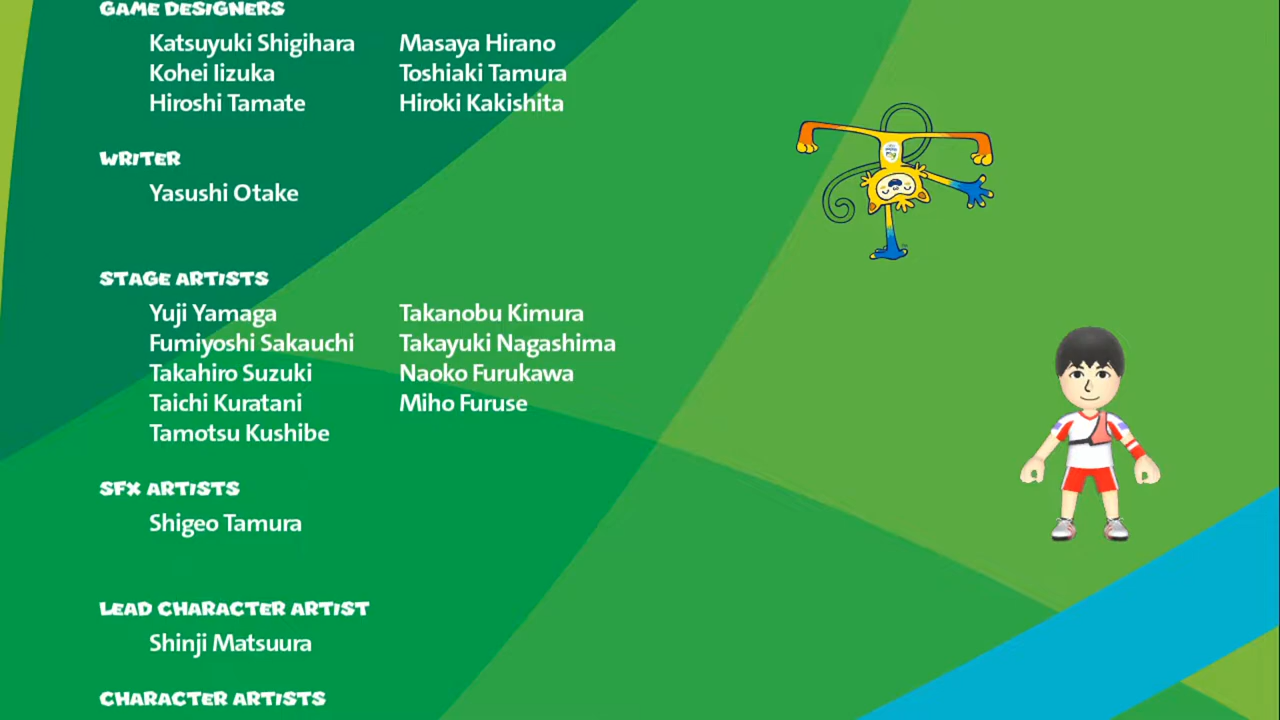 GAME DESIGNERS
Katsuyuki Shigihara Masaya Hirano
Kohei Iizuka Toshiaki Tamura
Hiroshi Tamate Hiroki Kakishita
WRITER
Yasushi Otake
STAGE ARTISTS
Yuji Yamaga Takanobu Kimura
Fumiyoshi Sakauchi Takayuki Nagashima
Takahiro Suzuki Naoko Furukawa
Taichi Kuratani Miho Furuse
Tamotsu Kushibe
SFX ARTISTS
Shigeo Tamura
LEAD CHARACTER ARTIST
Shinji Matsuura
CHARACTER ARTISTS